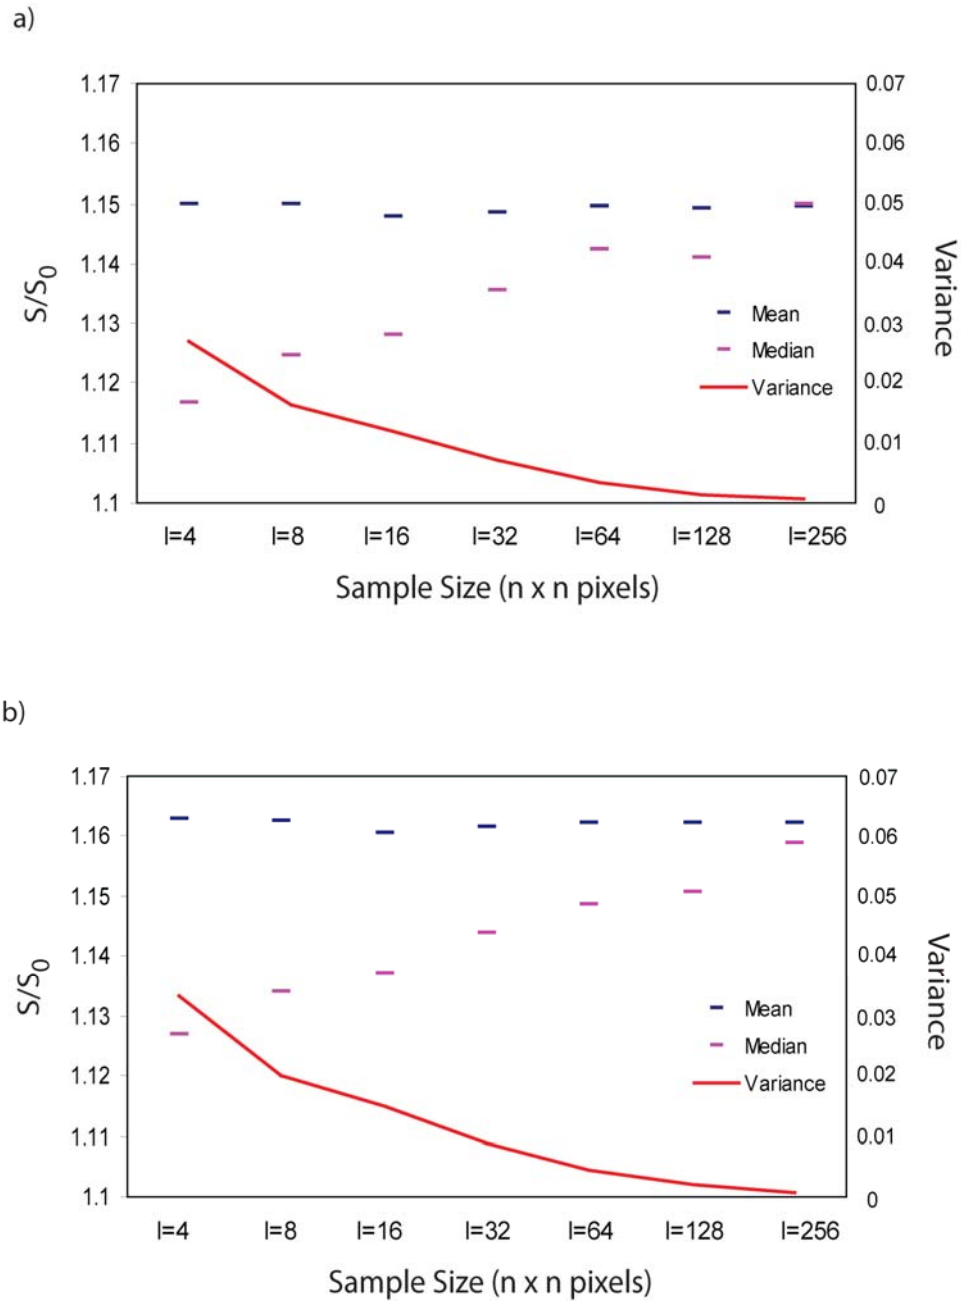 a)
1.17
1.16
1.15
1.14
1.13
1.12
1.11
1.1
S/S0
0.07
0.06
0.05
0.04
0.03
0.02
0.01
0
Variance
Mean
Median
Variance
l=4 l=8 l=16 l=32 l=64 l=128 l=256
Sample Size (n x n pixels)
b)
1.17
1.16
1.15
1.14
1.13
1.12
1.11
1.1
S/S0
0.07
0.06
0.05
0.04
0.03
0.02
0.01
0
Variance
Mean
Median
Variance
l=4 l=8 l=16 l=32 l=64 l=128 l=256
Sample Size (n x n pixels)